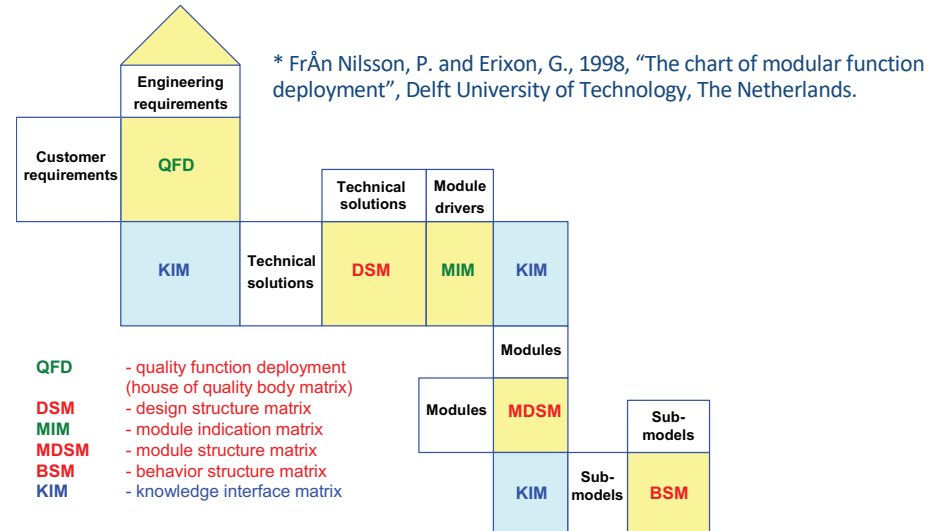 * FrÅn Nilsson, P. and Erixon, G., 1998, “The chart of modular function
deployment”, Delft University of Technology, The Netherlands.
Engineering
requirements
Customer
requirements
QFD
Technical
solutions
Module
drivers
KIM
Technical
solutions
DSM
MIM
KIM
Modules
Modules
MDSM
Sub-
models
KIM
Sub-
models
BSM
QFD - quality function deployment
(house of quality body matrix)
DSM - design structure matrix
MIM - module indication matrix
MDSM - module structure matrix
BSM - behavior structure matrix
KIM - knowledge interface matrix